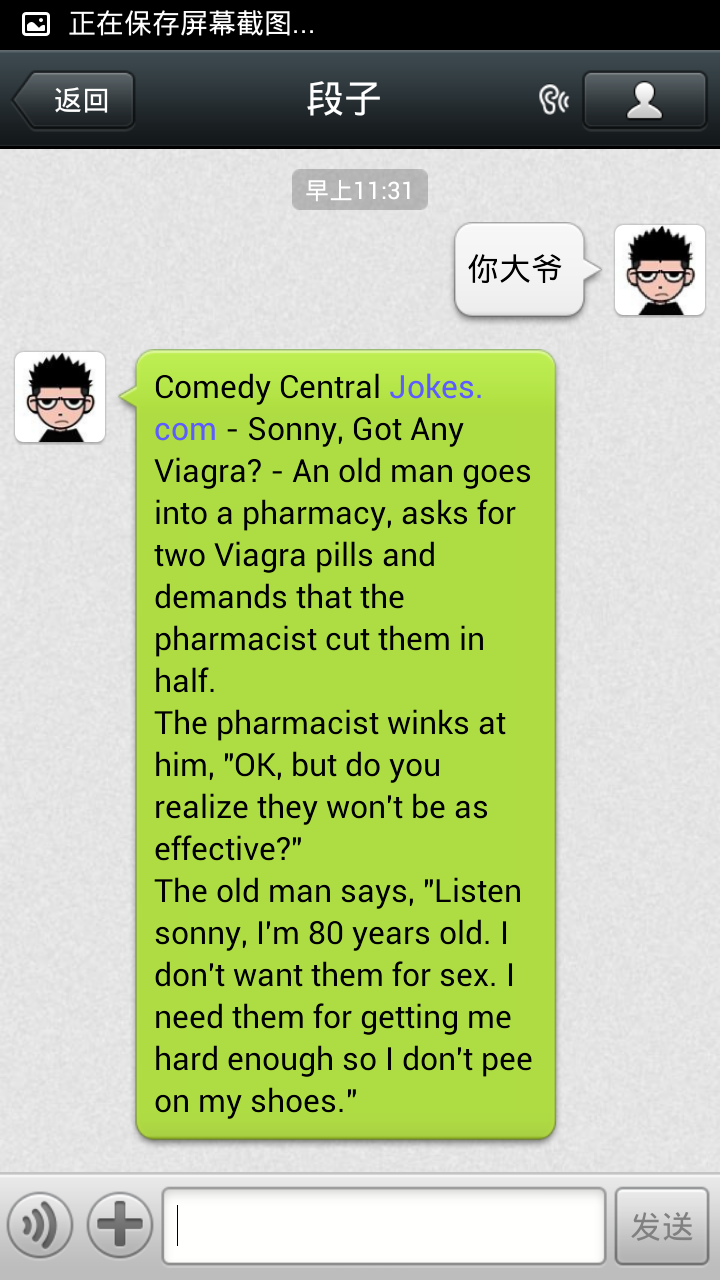 正在保存屏幕截图...
返回
段子
早上11:31
你大爷
Comedy Central Jokes.
com - Sonny, Got Any
Viagra? - An old man goes
into a pharmacy, asks for
two Viagra pills and
demands that the
pharmacist cut them in
half.
The pharmacist winks at
him, "OK, but do you
realize they won't be as
effective?"
The old man says, "Listen
sonny, I'm 80 years old. I
don't want them for sex. I
need them for getting me
hard enough so I don't pee
on my shoes."
发送